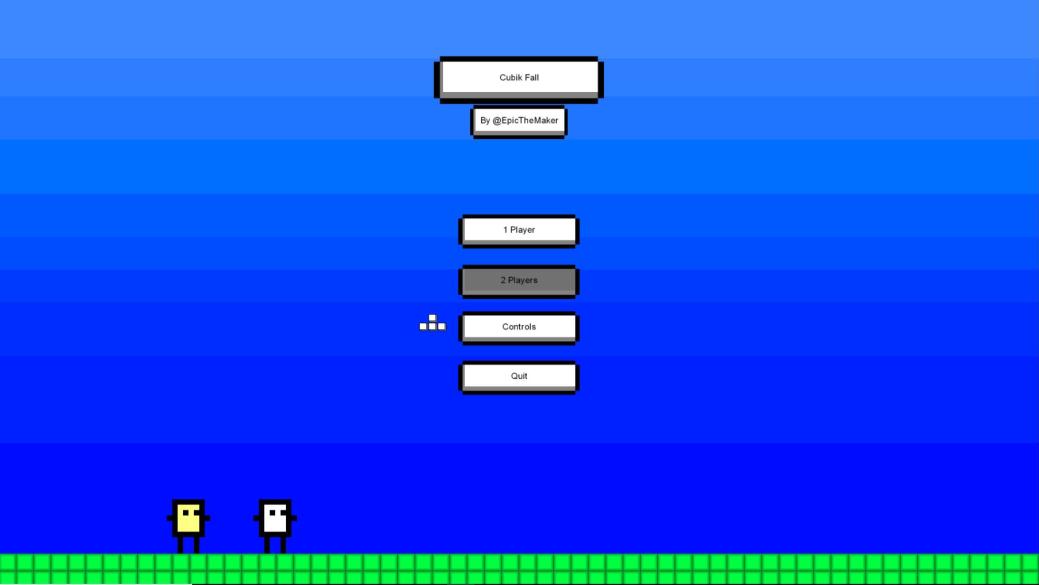 Cubik Fall
By @EpicTheMaker
1 Player
2 Players
Controls
Quit